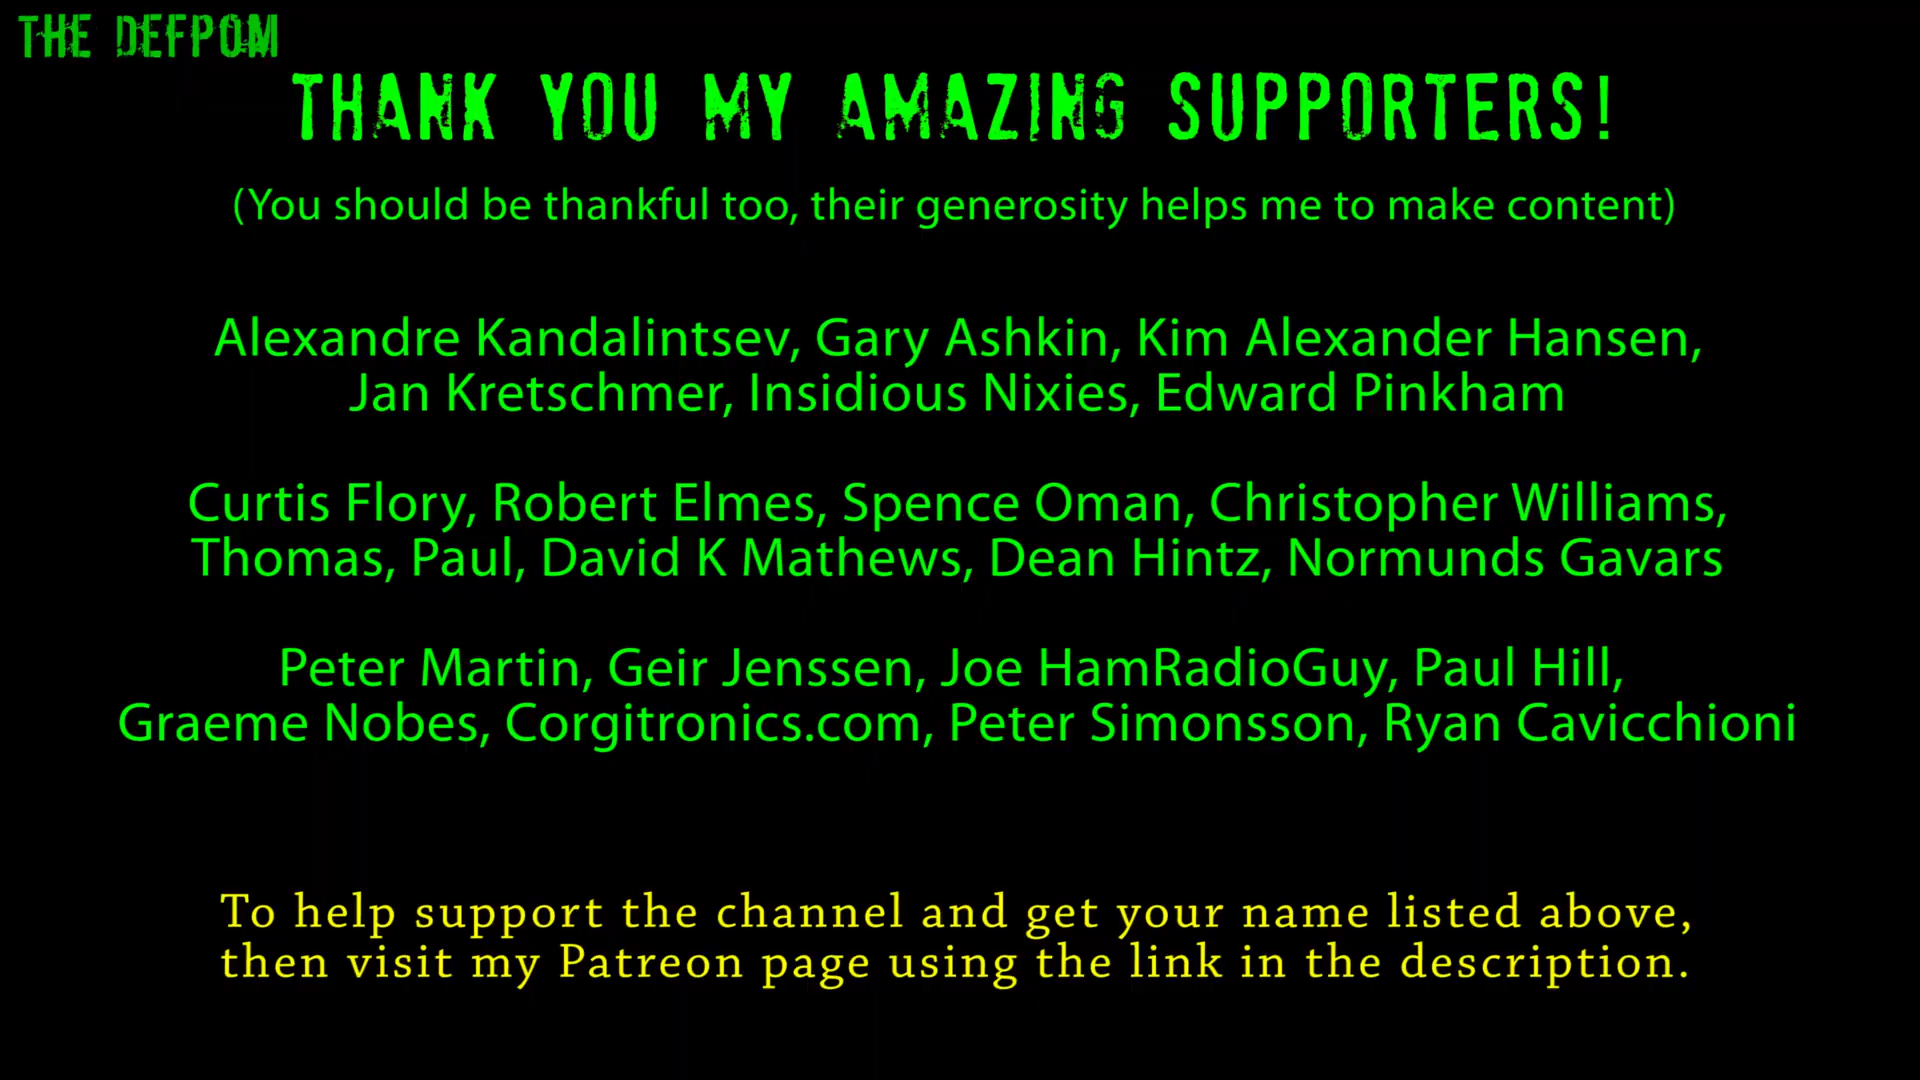 THE DEFPOM
THANK YOU MY AMAZING SUPPORTERS!
(You should be thankful too, their generosity helps me to make content)
Alexandre Kandalintsev, Gary Ashkin, Kim Alexander Hansen,
Jan Kretschmer, Insidious Nixies, Edward Pinkham
Curtis Flory, Robert Elmes, Spence Oman, Christopher Williams,
Thomas, Paul, David K Mathews, Dean Hintz, Normunds Gavars
Peter Martin, Geir Jenssen, Joe HamRadioGuy, Paul Hill,
Graeme Nobes, Corgitronics.com, Peter Simonsson, Ryan Cavicchioni
To help support the channel and get your name listed above,
then visit my Patreon page using the link in the description.